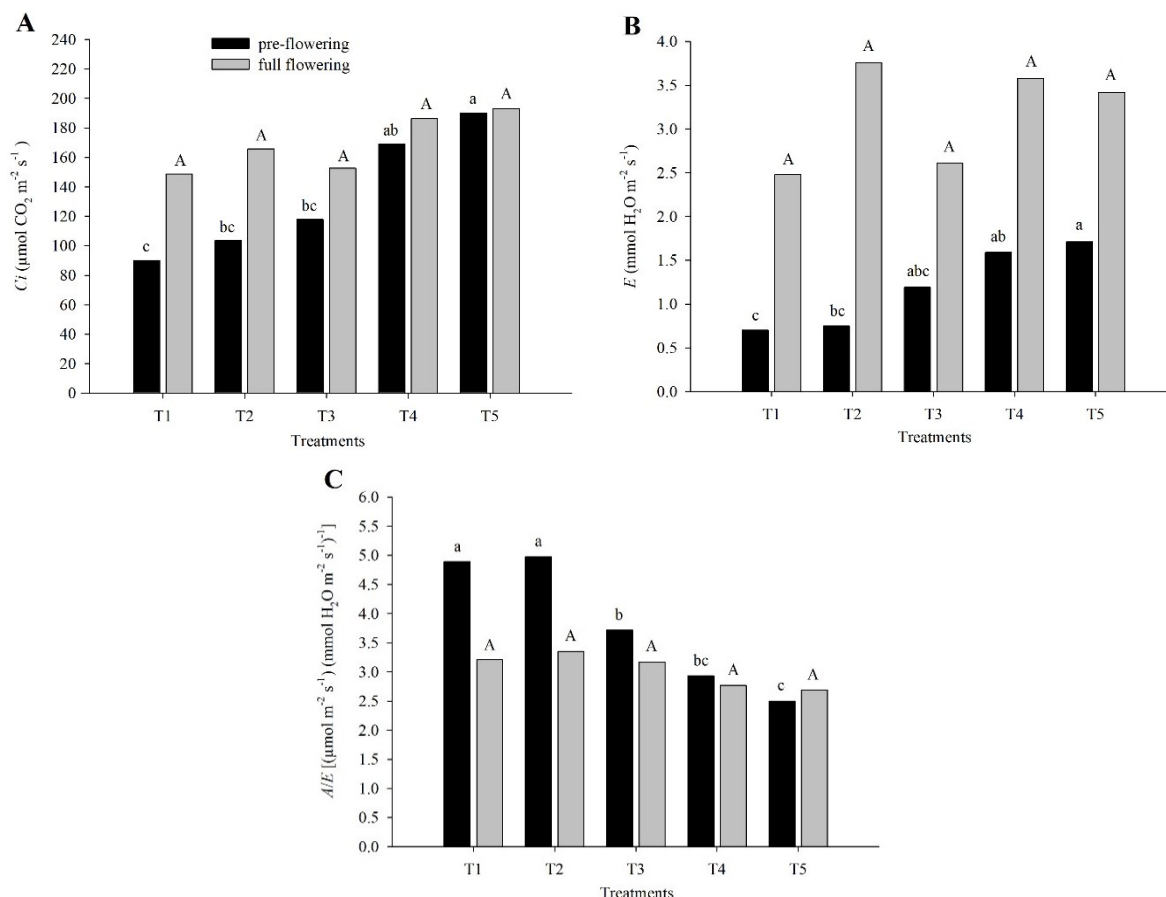 A
240
220
200
180
160
140
120
100
80
60
40
20
0
Ci (µmol CO₂ m⁻² s⁻¹)
pre-flowering
full flowering
c A
bc A
bc A
ab A
a A
T1 T2 T3 T4 T5
Treatments
B
4.0
3.5
3.0
2.5
2.0
1.5
1.0
0.5
0.0
E (mmol H₂O m⁻² s⁻¹)
c A
bc A
abc A
ab A
a A
T1 T2 T3 T4 T5
Treatments
C
6.0
5.5
5.0
4.5
4.0
3.5
3.0
2.5
2.0
1.5
1.0
0.5
0.0
A/E [(µmol m⁻² s⁻¹) (mmol H₂O m⁻² s⁻¹)⁻¹]
a A
a A
b A
bc A
c A
T1 T2 T3 T4 T5
Treatments